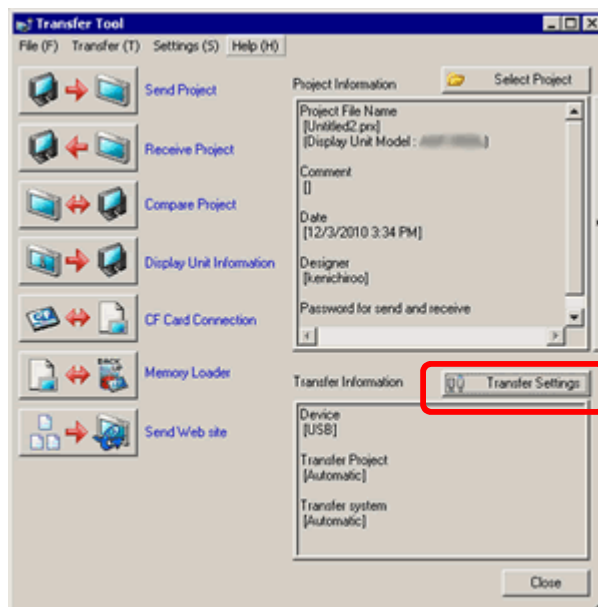 Transfer Tool
File (F) Transfer (T) Settings (S) Help (H)
Send Project
Receive Project
Compare Project
Display Unit Information
CF Card Connection
Memory Loader
Send Web site
Project Information
Select Project
Project File Name
[Untitled2.prx]
(Display Unit Model : )
Comment
[]
Date
[12/3/2010 3:34 PM]
Designer
[kenichiroo]
Password for send and receive
Transfer Information
Transfer Settings
Device
[USB]
Transfer Project
[Automatic]
Transfer system
[Automatic]
Close